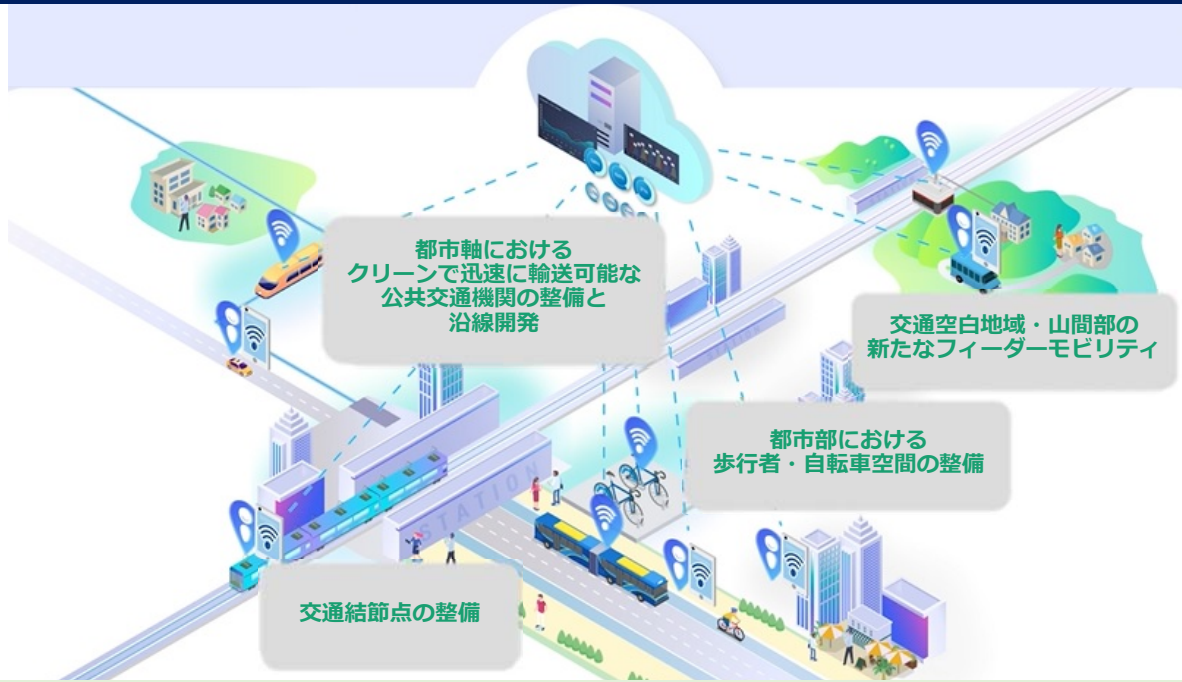 都市軸における
クリーンで迅速に輸送可能な
公共交通機関の整備と
沿線開発
交通空白地域・山間部の
新たなフィーダーモビリティ
都市部における
歩行者・自転車空間の整備
STATION
交通結節点の整備